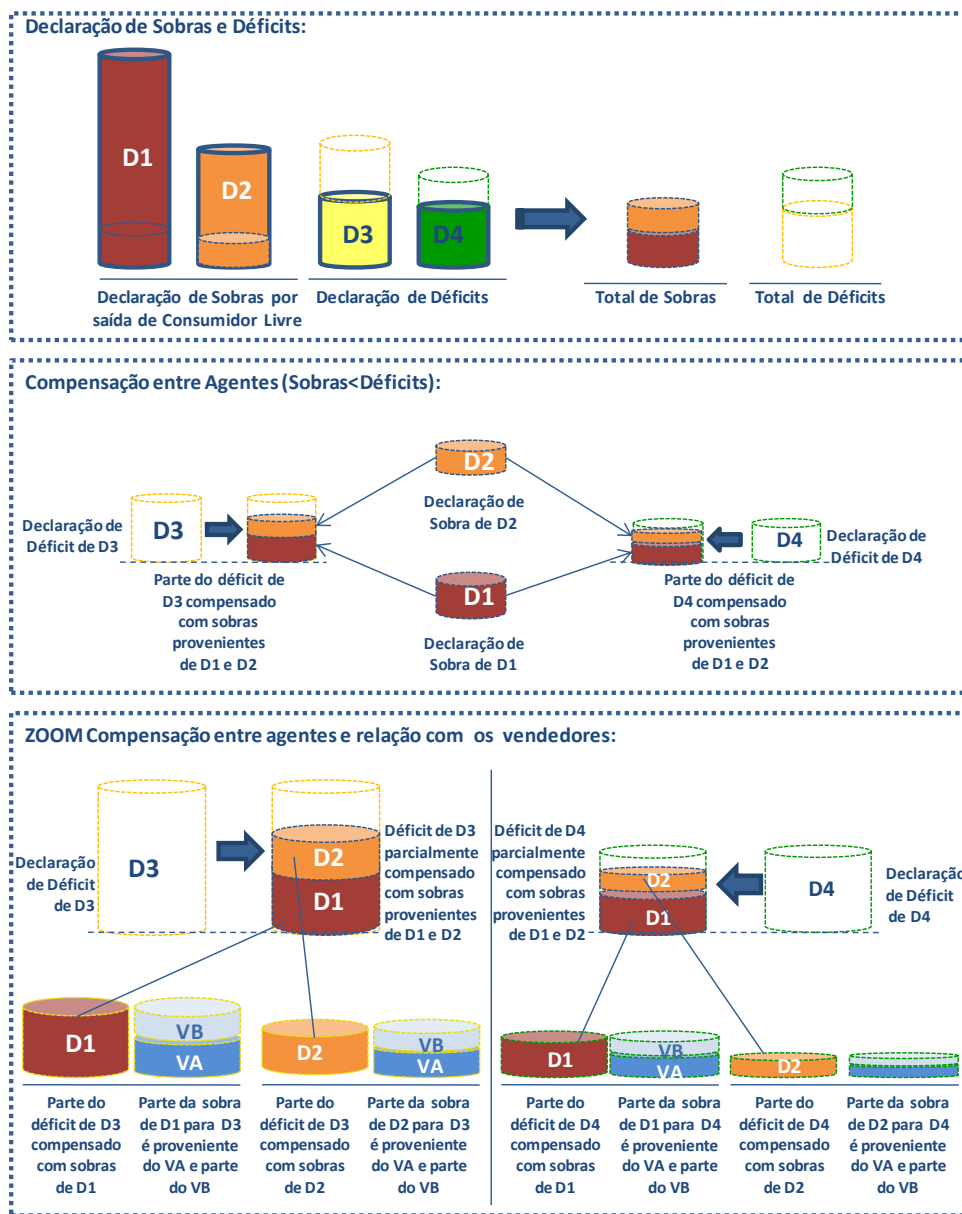 Declaração de Sobras e Déficits:
D1
D2
D3
D4
Declaração de Sobras por
saída de Consumidor Livre
Declaração de Déficits
Total de Sobras
Total de Déficits
Compensação entre Agentes (Sobras<Déficits):
D2
Declaração de
Sobra de D2
Declaração de
Déficit de D3
D3
D4
Declaração de
Déficit de D4
Parte do déficit de
D3 compensado
com sobras
provenientes
de D1 e D2
D1
Declaração de
Sobra de D1
Parte do déficit de
D4 compensado
com sobras
provenientes
de D1 e D2
ZOOM Compensação entre agentes e relação com os vendedores:
Declaração
de Déficit
de D3
D3
D2
D1
Déficit de D3
parcialmente
compensado
com sobras
provenientes
de D1 e D2
Déficit de D4
parcialmente
compensado
com sobras
provenientes
de D1 e D2
D2
D1
D4
Declaração
de Déficit
de D4
D1
VB
VA
D2
VB
VA
D1
VB
VA
D2
Parte do
déficit de D3
compensado
com sobras
de D1
Parte da sobra
de D1 para D3
é proveniente
do VA e parte
do VB
Parte do
déficit de D3
compensado
com sobras
de D2
Parte da sobra
de D2 para D3
é proveniente
do VA e parte
do VB
Parte do
déficit de D4
compensado
com sobras
de D1
Parte da sobra
de D1 para D4
é proveniente
do VA e parte
do VB
Parte do
déficit de D4
compensado
com sobras
de D2
Parte da sobra
de D2 para D4
é proveniente
do VA e parte
do VB